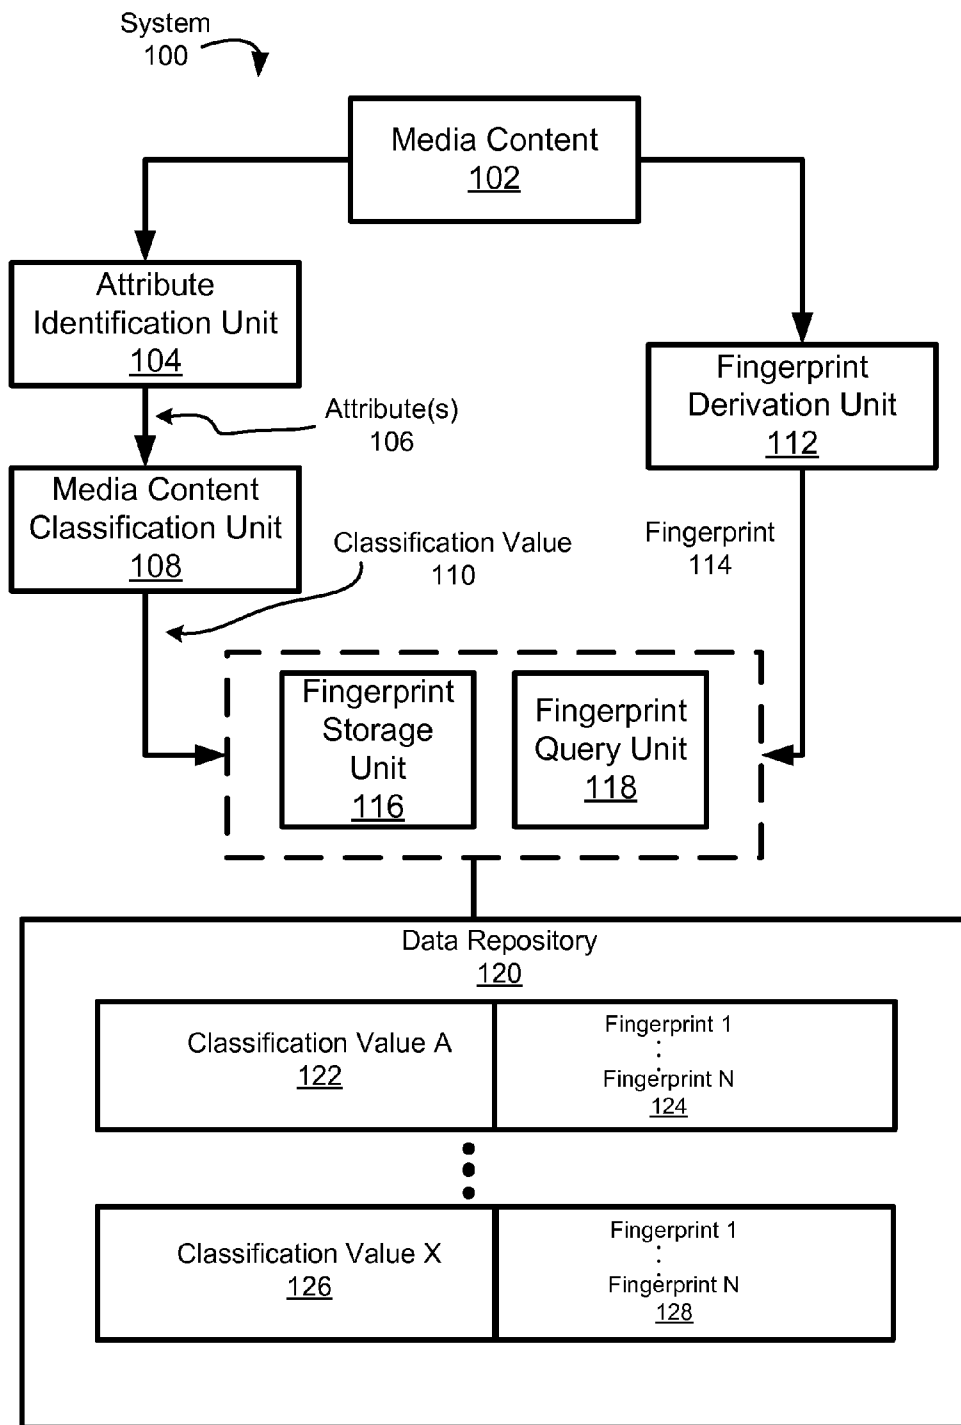 System
100
Media Content
102
Attribute
Identification Unit
104
Fingerprint
Derivation Unit
112
Attribute(s)
106
Media Content
Classification Unit
108
Classification Value
110
Fingerprint
114
Fingerprint
Storage
Unit
116
Fingerprint
Query Unit
118
Data Repository
120
Classification Value A
122
Fingerprint 1
Fingerprint N
124
Classification Value X
126
Fingerprint 1
Fingerprint N
128